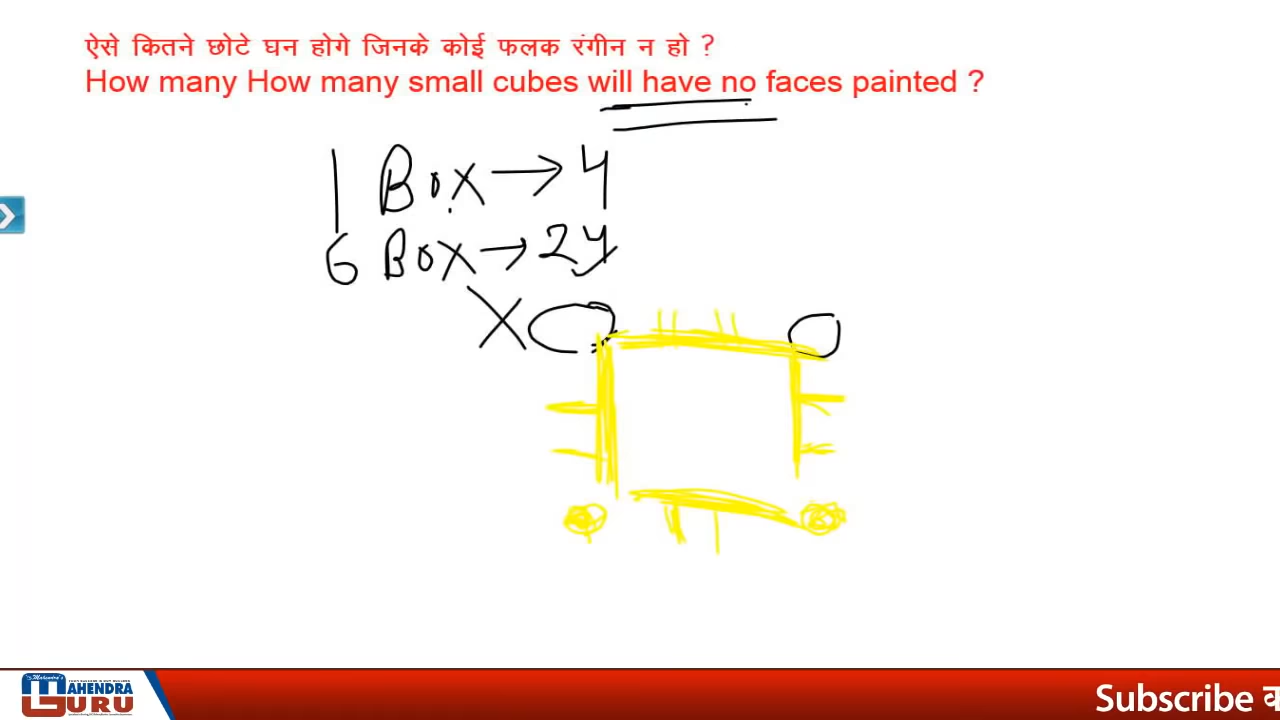 ऐसे कितने छोटे घन होगे जिनके कोई फलक रंगीन न हो ?
How many How many small cubes will have no faces painted ?
1 Box → 4
6 Box → 24
X
Mahendra's
MAHENDRA
GURU
Subscribe क